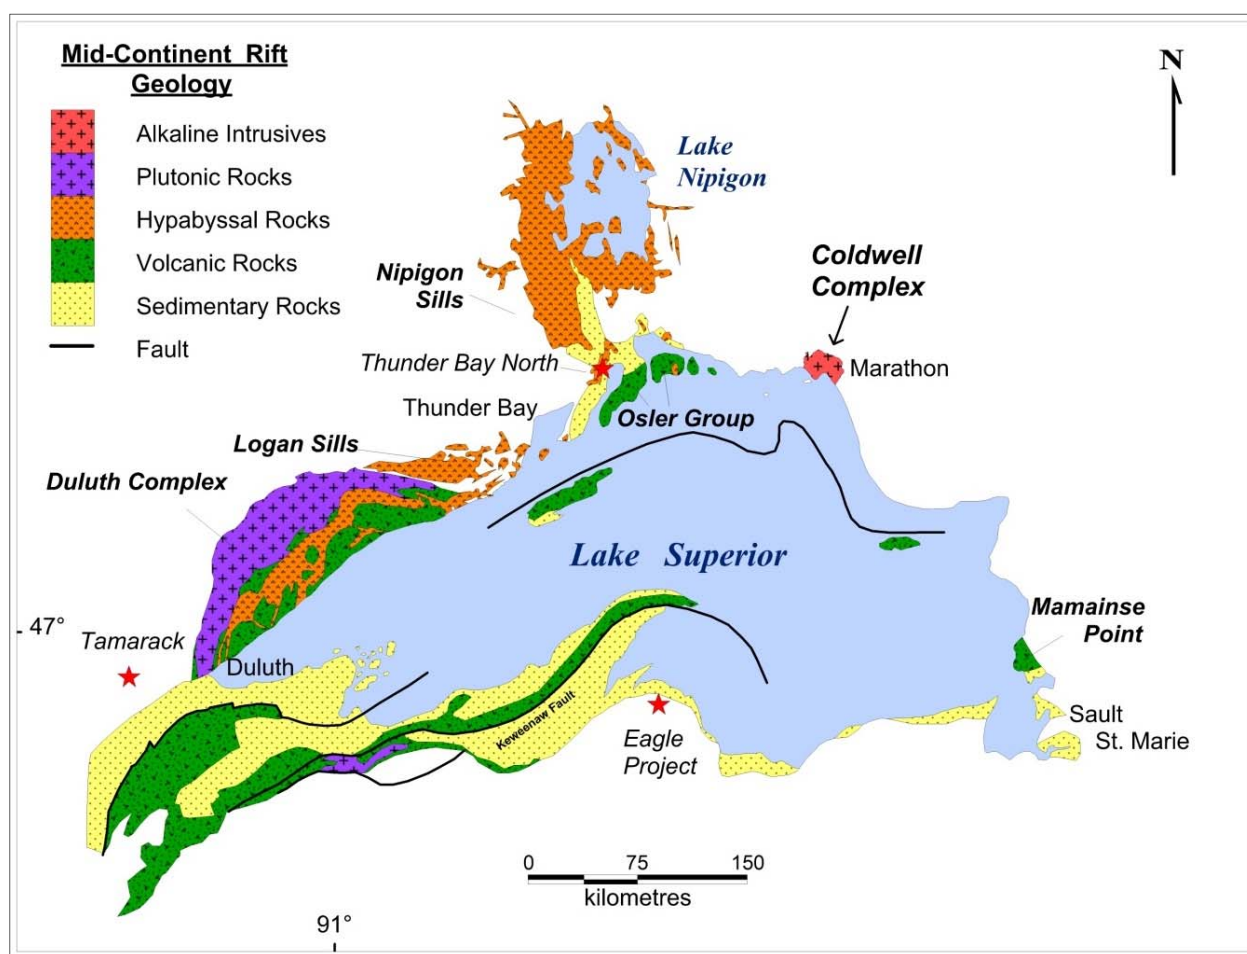 Mid-Continent Rift
Geology
Alkaline Intrusives
Plutonic Rocks
Hypabyssal Rocks
Volcanic Rocks
Sedimentary Rocks
Fault
N
Lake
Nipigon
Nipigon
Sills
Coldwell
Complex
Thunder Bay North
Marathon
Thunder Bay
Osler Group
Logan Sills
Duluth Complex
Lake Superior
47°
Tamarack
Mamainse
Point
Duluth
Keweenaw Fault
Eagle
Project
Sault
St. Marie
0 75 150
kilometres
91°